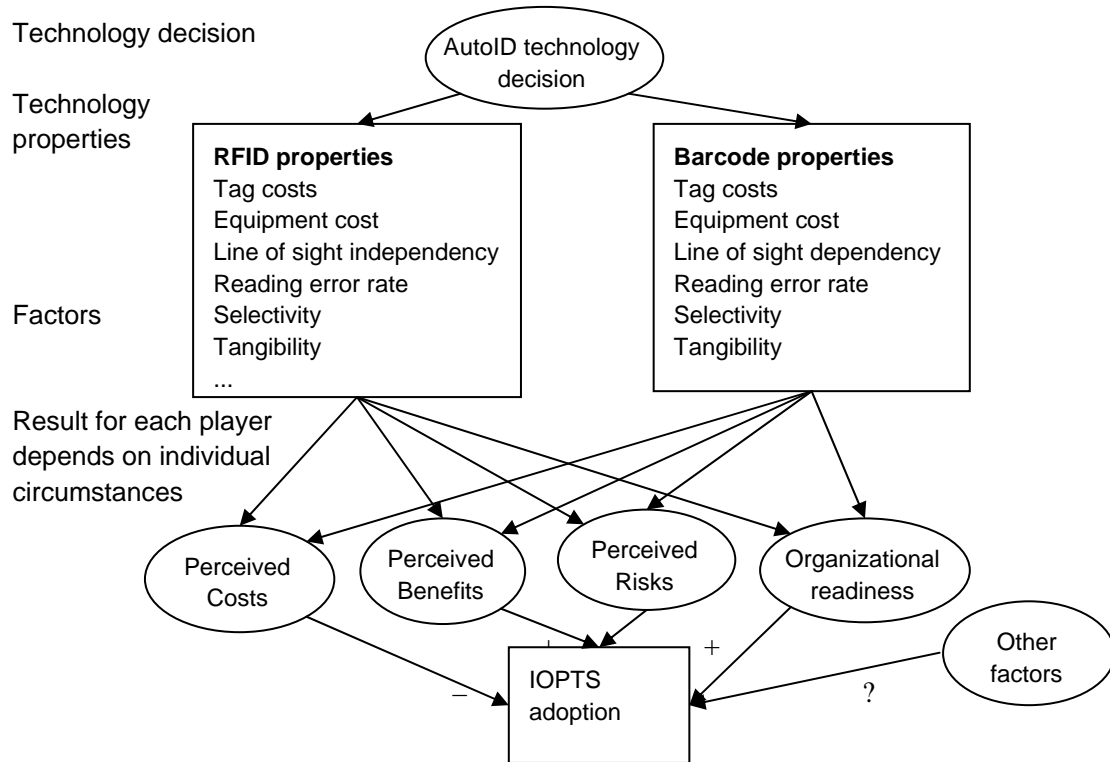 Technology decision
AutoID technology
decision
Technology
properties
RFID properties
Tag costs
Equipment cost
Line of sight independency
Reading error rate
Selectivity
Tangibility
...
Barcode properties
Tag costs
Equipment cost
Line of sight dependency
Reading error rate
Selectivity
Tangibility
Factors
Result for each player
depends on individual
circumstances
Perceived
Costs
Perceived
Benefits
Perceived
Risks
Organizational
readiness
Other
factors
+
+
–
?
IOPTS
adoption